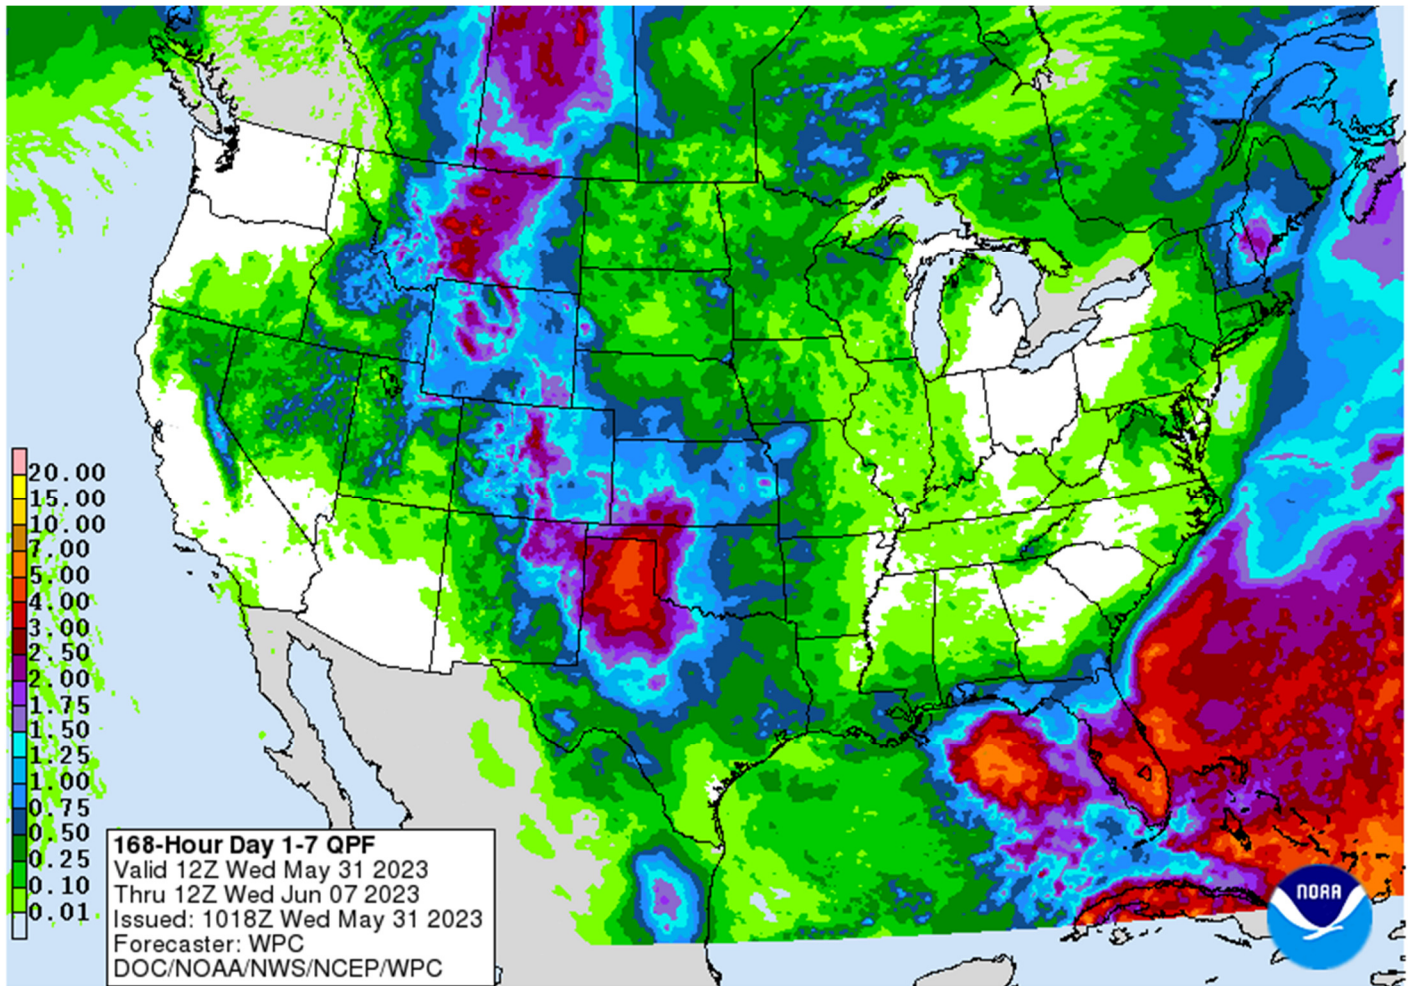 20.00
15.00
10.00
7.00
5.00
4.00
3.00
2.50
2.00
1.75
1.50
1.25
1.00
0.75
0.50
0.25
0.10
0.01
168-Hour Day 1-7 QPF
Valid 12Z Wed May 31 2023
Thru 12Z Wed Jun 07 2023
Issued: 1018Z Wed May 31 2023
Forecaster: WPC
DOC/NOAA/NWS/NCEP/WPC
NOAA